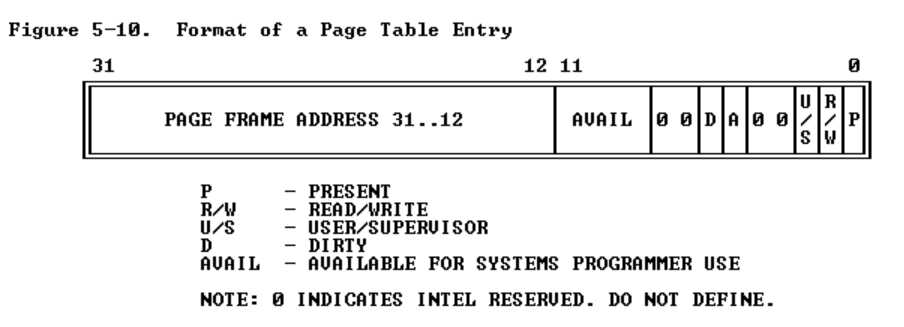 Figure 5-10.  Format of a Page Table Entry
31 12 11 0
PAGE FRAME ADDRESS 31..12 AVAIL 0 0 D A 0 0 U/S R/W P
P - PRESENT
R/W - READ/WRITE
U/S - USER/SUPERVISOR
D - DIRTY
AVAIL - AVAILABLE FOR SYSTEMS PROGRAMMER USE
NOTE: 0 INDICATES INTEL RESERVED. DO NOT DEFINE.